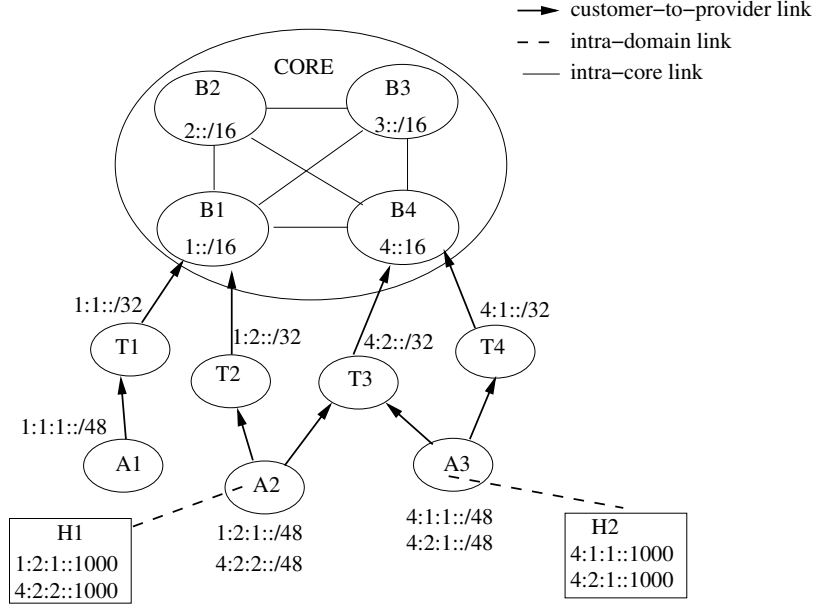 customer−to−provider link
intra−domain link
intra−core link
CORE
B2
2::/16
B3
3::/16
B1
1::/16
B4
4::16
1:1::/32
1:2::/32
4:2::/32
4:1::/32
T1
T2
T3
T4
1:1:1::/48
A1
A2
A3
1:2:1::/48
4:2:2::/48
4:1:1::/48
4:2:1::/48
H1
1:2:1::1000
4:2:2::1000
H2
4:1:1::1000
4:2:1::1000